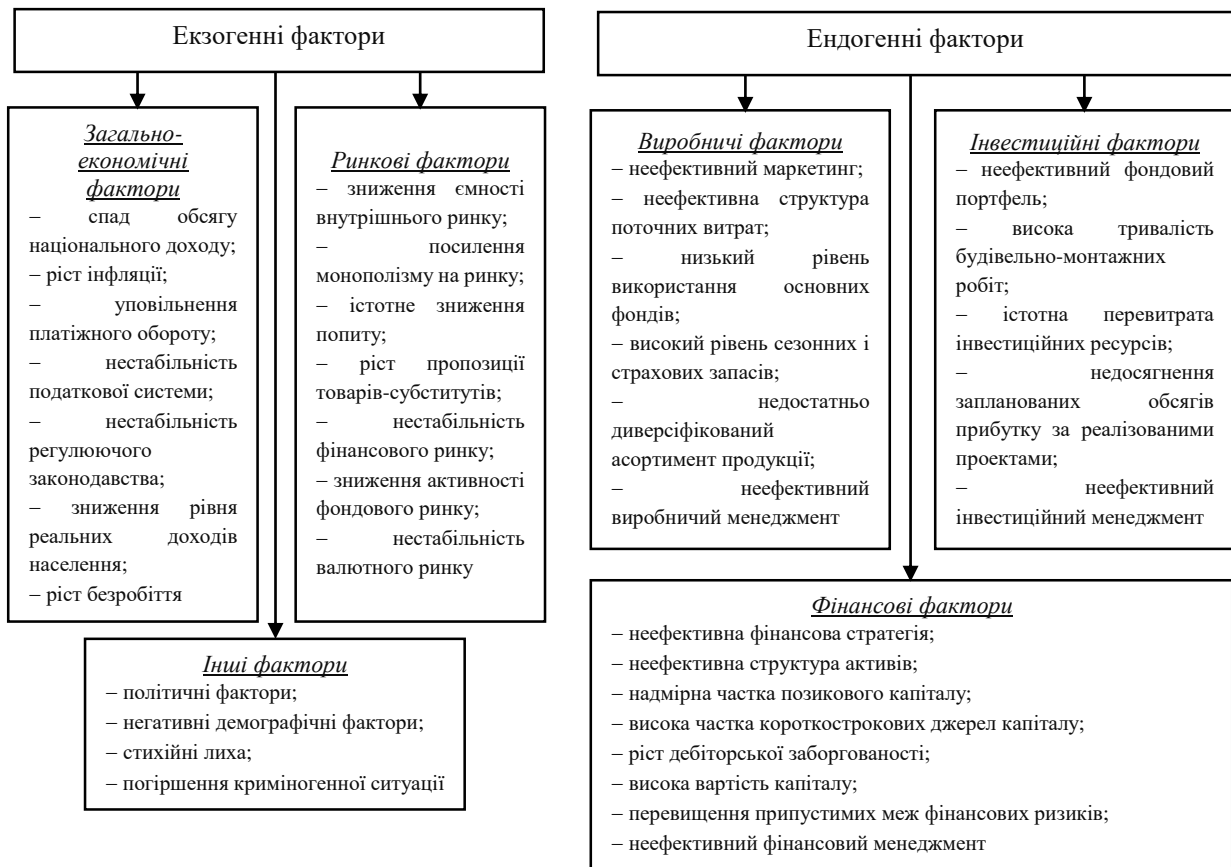 Екзогенні фактори
Загально-
економічні
фактори
– спад обсягу
національного доходу;
– ріст інфляції;
– уповільнення
платіжного обороту;
– нестабільність
податкової системи;
– нестабільність
регулюючого
законодавства;
– зниження рівня
реальних доходів
населення;
– ріст безробіття
Ринкові фактори
– зниження ємності
внутрішнього ринку;
– посилення
монополізму на ринку;
– істотне зниження
попиту;
– ріст пропозиції
товарів-субститутів;
– нестабільність
фінансового ринку;
– зниження активності
фондового ринку;
– нестабільність
валютного ринку
Інші фактори
– політичні фактори;
– негативні демографічні фактори;
– стихійні лиха;
– погіршення криміногенної ситуації
Ендогенні фактори
Виробничі фактори
– неефективний маркетинг;
– неефективна структура
поточних витрат;
– низький рівень
використання основних
фондів;
– високий рівень сезонних і
страхових запасів;
– недостатньо
диверсіфікований
асортимент продукції;
– неефективний
виробничий менеджмент
Інвестиційні фактори
– неефективний фондовий
портфель;
– висока тривалість
будівельно-монтажних
робіт;
– істотна перевитрата
інвестиційних ресурсів;
– недосягнення
запланованих обсягів
прибутку за реалізованими
проектами;
– неефективний
інвестиційний менеджмент
Фінансові фактори
– неефективна фінансова стратегія;
– неефективна структура активів;
– надмірна частка позикового капіталу;
– висока частка короткострокових джерел капіталу;
– ріст дебіторської заборгованості;
– висока вартість капіталу;
– перевищення припустимих меж фінансових ризиків;
– неефективний фінансовий менеджмент